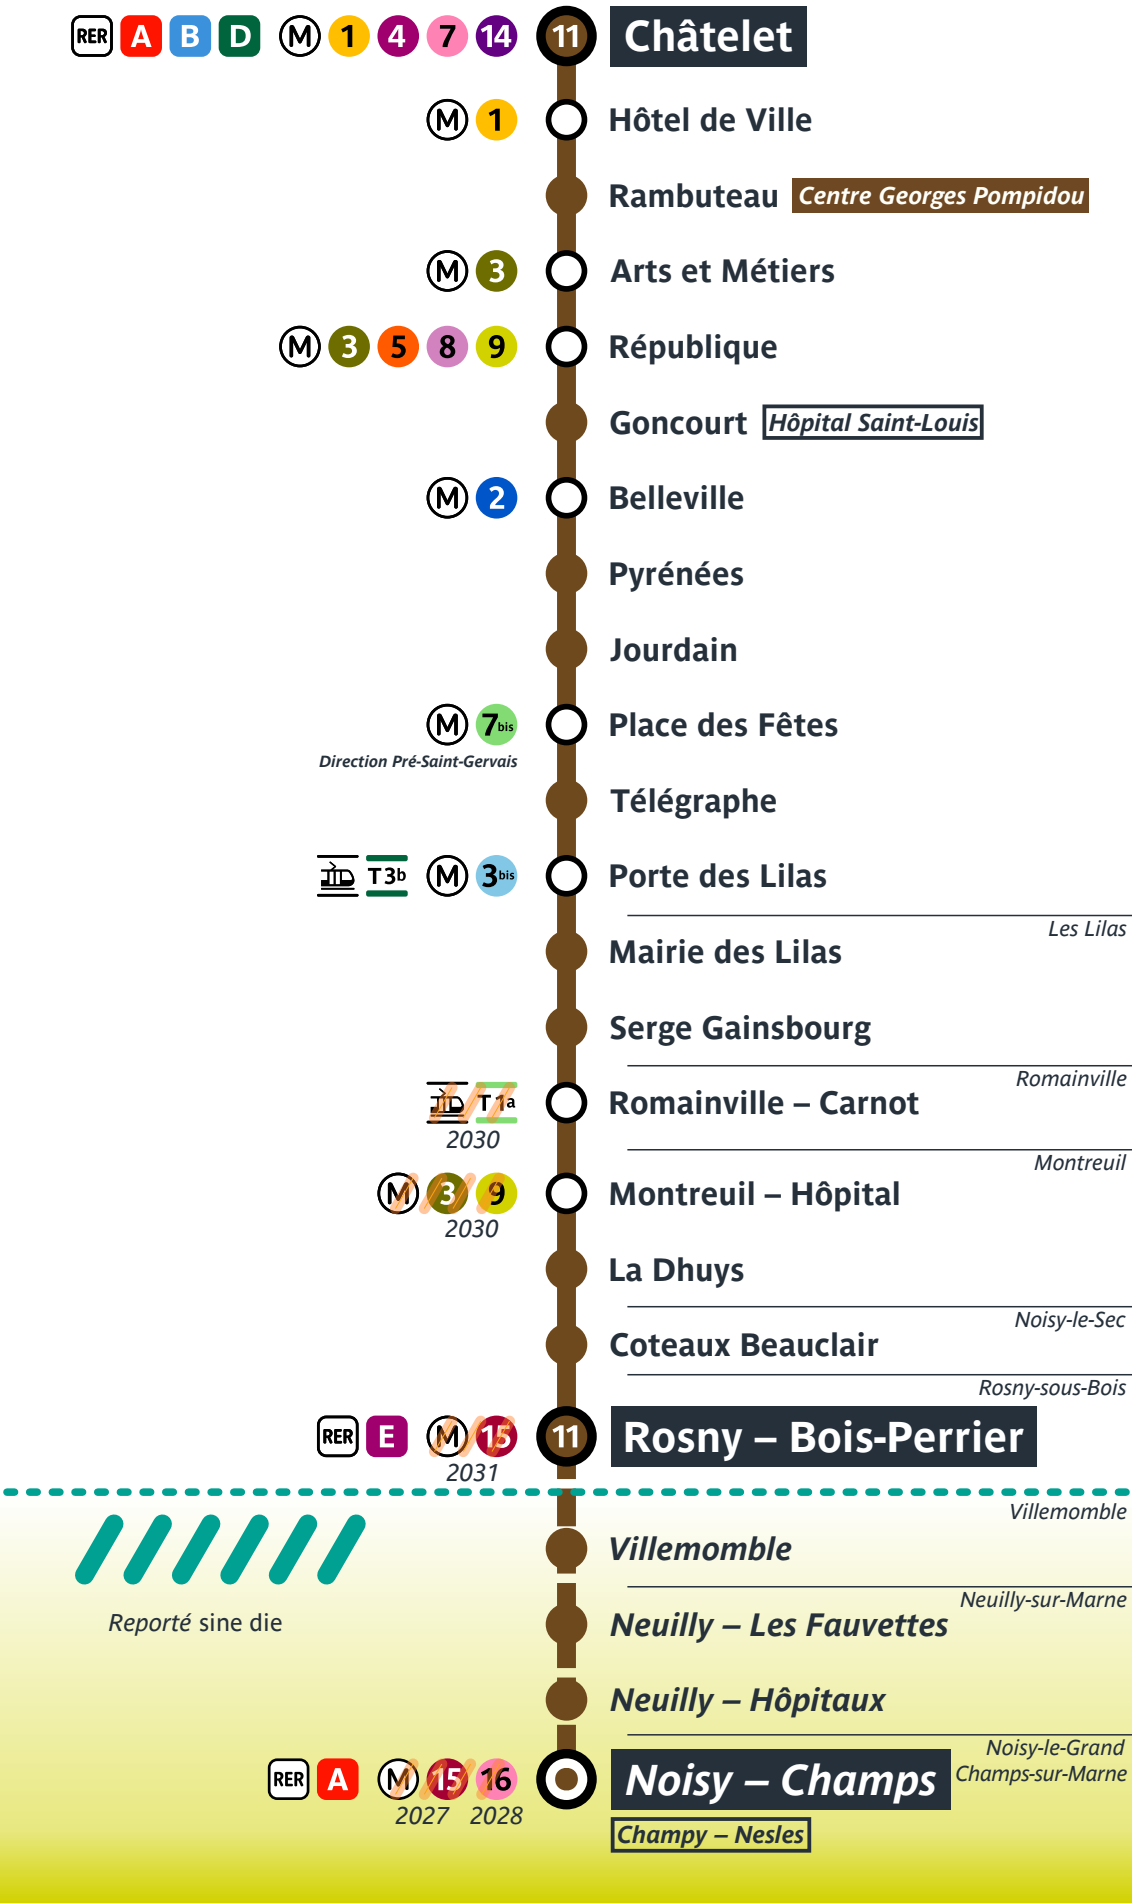 RER A B D M 1 4 7 14 11 Châtelet
M 1 Hôtel de Ville
Rambuteau Centre Georges Pompidou
M 3 Arts et Métiers
M 3 5 8 9 République
Goncourt Hôpital Saint-Louis
M 2 Belleville
Pyrénées
Jourdain
M 7bis Place des Fêtes
Direction Pré-Saint-Gervais
Télégraphe
T3b M 3bis Porte des Lilas
Les Lilas
Mairie des Lilas
Serge Gainsbourg
Romainville
T1a Romainville – Carnot
2030
Montreuil
M 3 9 Montreuil – Hôpital
2030
La Dhuys
Noisy-le-Sec
Coteaux Beauclair
Rosny-sous-Bois
RER E M 15 11 Rosny – Bois-Perrier
2031
Villemomble
Villemomble
Neuilly-sur-Marne
Reporté sine die
Neuilly – Les Fauvettes
Neuilly – Hôpitaux
Noisy-le-Grand
Champs-sur-Marne
RER A M 15 16 Noisy – Champs
2027 2028
Champy – Nesles